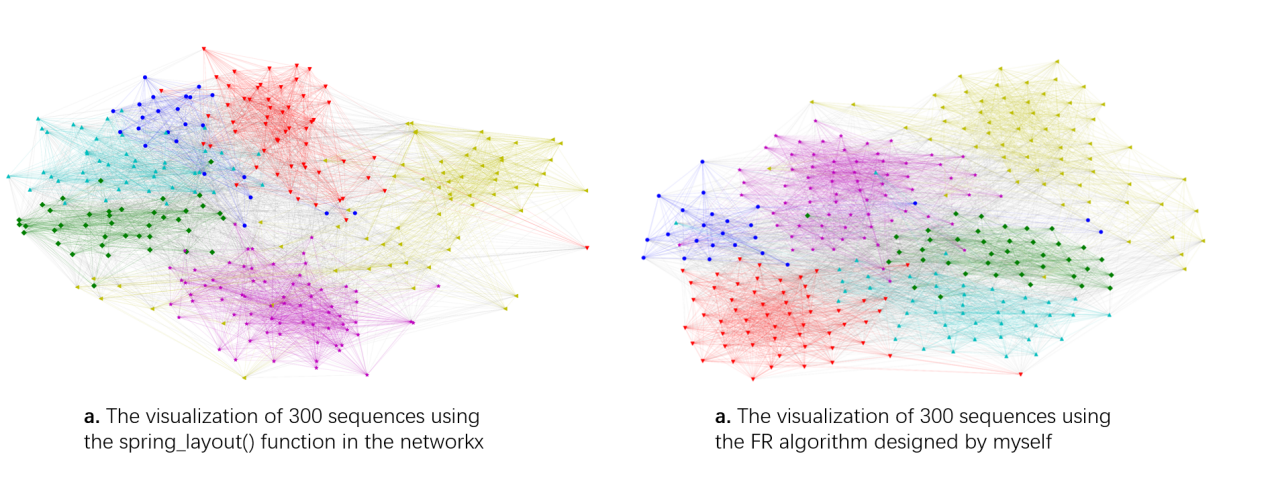 a. The visualization of 300 sequences using
the spring_layout() function in the networkx
a. The visualization of 300 sequences using
the FR algorithm designed by myself